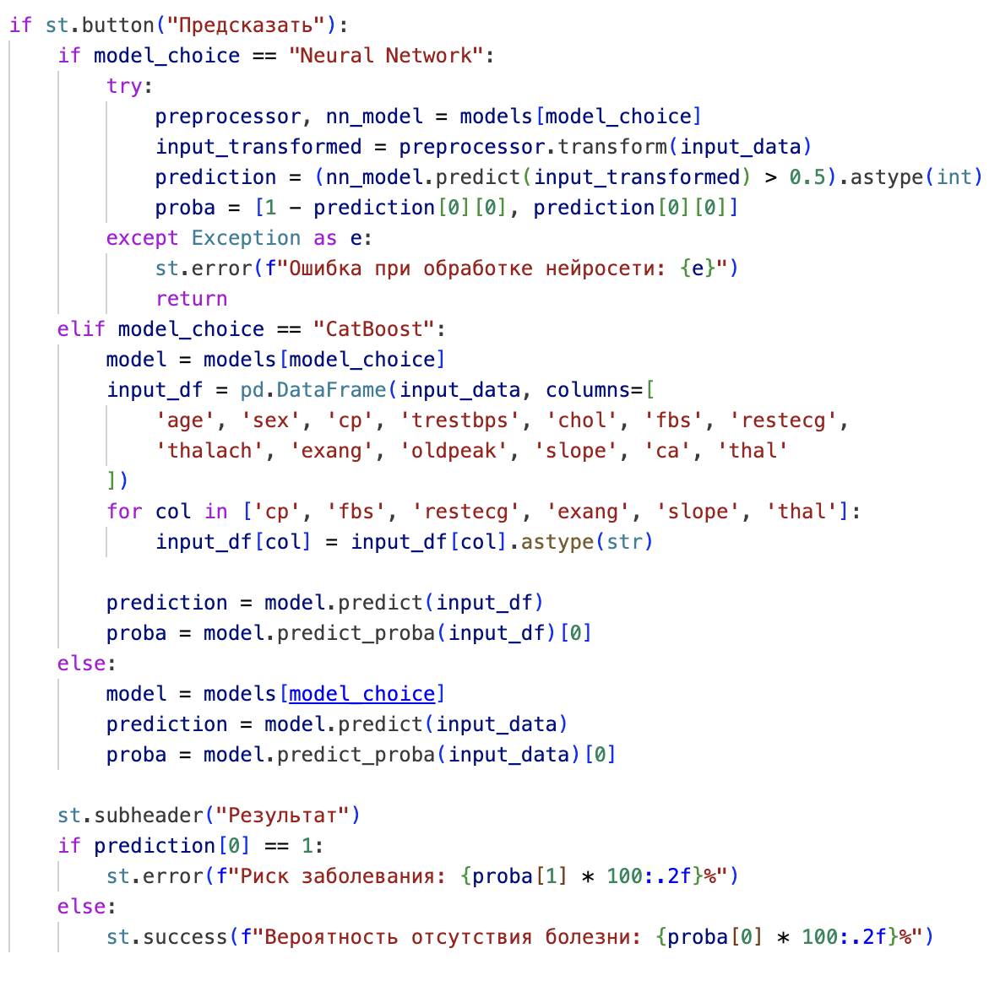 if st.button("Предсказать"):
    if model_choice == "Neural Network":
        try:
            preprocessor, nn_model = models[model_choice]
            input_transformed = preprocessor.transform(input_data)
            prediction = (nn_model.predict(input_transformed) > 0.5).astype(int)
            proba = [1 - prediction[0][0], prediction[0][0]]
        except Exception as e:
            st.error(f"Ошибка при обработке нейросети: {e}")
            return
    elif model_choice == "CatBoost":
        model = models[model_choice]
        input_df = pd.DataFrame(input_data, columns=[
            'age', 'sex', 'cp', 'trestbps', 'chol', 'fbs', 'restecg',
            'thalach', 'exang', 'oldpeak', 'slope', 'ca', 'thal'
        ])
        for col in ['cp', 'fbs', 'restecg', 'exang', 'slope', 'thal']:
            input_df[col] = input_df[col].astype(str)

        prediction = model.predict(input_df)
        proba = model.predict_proba(input_df)[0]
    else:
        model = models[model_choice]
        prediction = model.predict(input_data)
        proba = model.predict_proba(input_data)[0]

    st.subheader("Результат")
    if prediction[0] == 1:
        st.error(f"Риск заболевания: {proba[1] * 100:.2f}%")
    else:
        st.success(f"Вероятность отсутствия болезни: {proba[0] * 100:.2f}%")